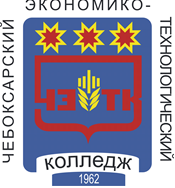 ЧЕБОКСАРСКИЙ
ЭКОНОМИКО-
ТЕХНОЛОГИЧЕСКИЙ
ЧЭТК
КОЛЛЕДЖ
1962